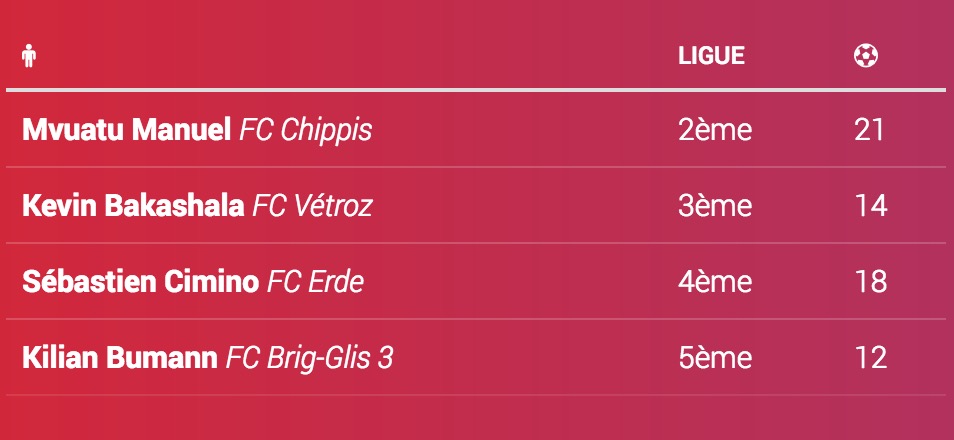 LIGUE
Mvuatu Manuel FC Chippis 2ème 21
Kevin Bakashala FC Vétroz 3ème 14
Sébastien Cimino FC Erde 4ème 18
Kilian Bumann FC Brig-Glis 3 5ème 12